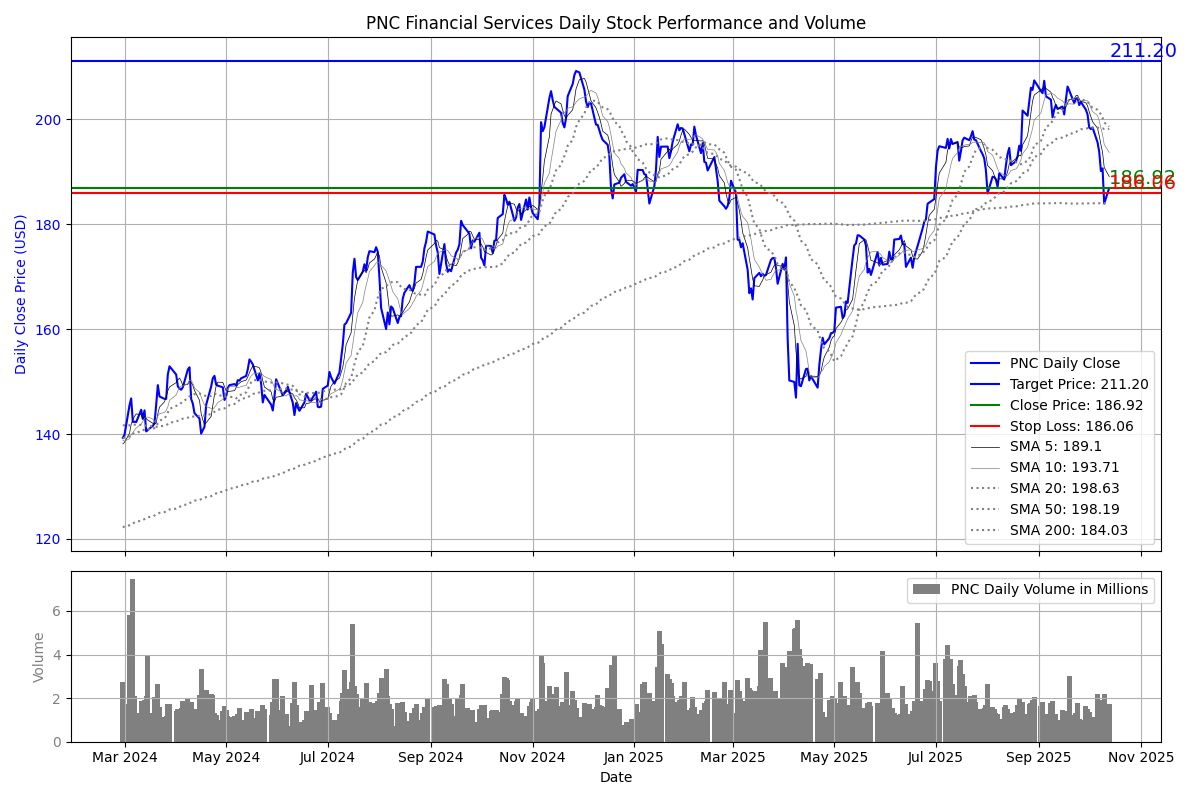 PNC Financial Services Daily Stock Performance and Volume
211.20
186.92
186.06
Daily Close Price (USD)
200
180
160
140
120
PNC Daily Close
Target Price: 211.20
Close Price: 186.92
Stop Loss: 186.06
SMA 5: 189.1
SMA 10: 193.71
SMA 20: 198.63
SMA 50: 198.19
SMA 200: 184.03
PNC Daily Volume in Millions
Volume
6
4
2
0
Mar 2024 May 2024 Jul 2024 Sep 2024 Nov 2024 Jan 2025 Mar 2025 May 2025 Jul 2025 Sep 2025 Nov 2025
Date